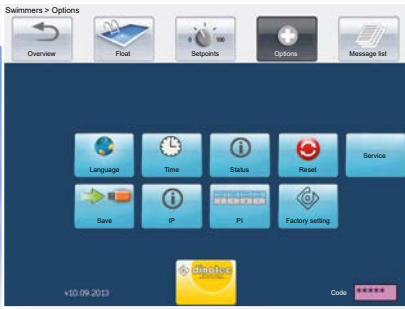 Swimmers > Options
Overview
Float
Setpoints
Options
Message list
Language
Time
Status
Reset
Service
Save
IP
PI
Factory setting
dinotec
v10.09.2013
Code
*****